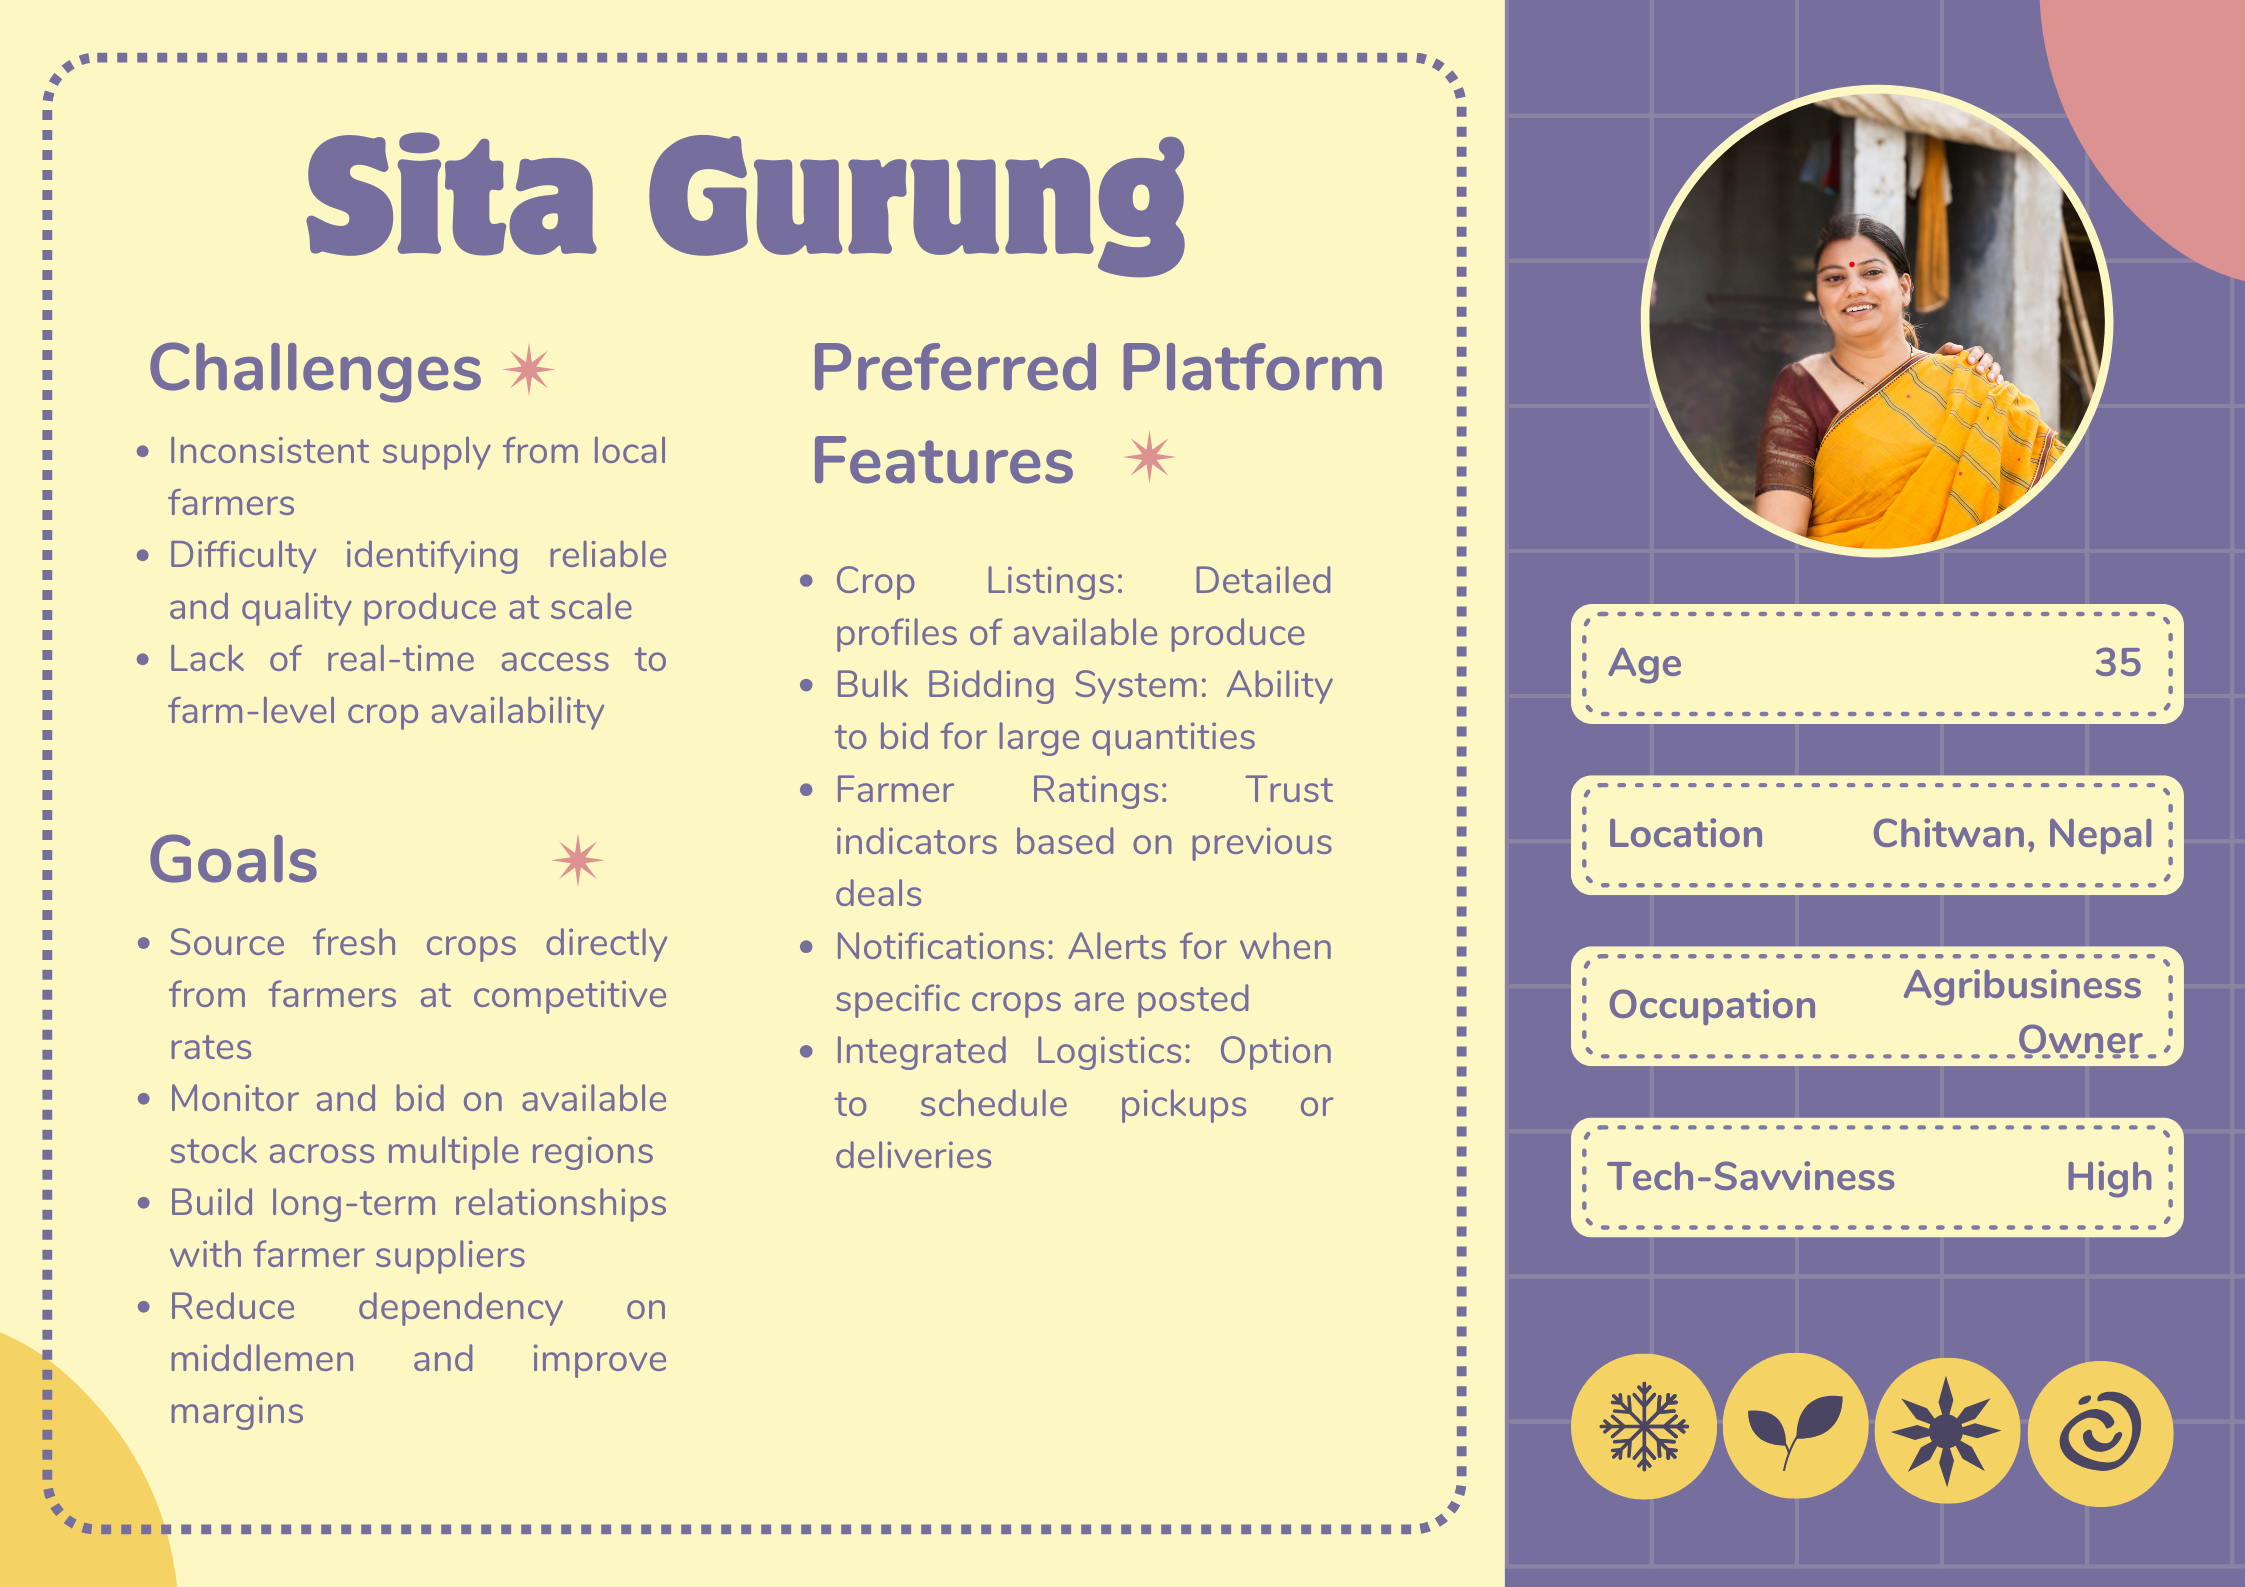 Sita Gurung
Challenges
• Inconsistent supply from local
farmers
• Difficulty identifying reliable
and quality produce at scale
• Lack of real-time access to
farm-level crop availability
Goals
• Source fresh crops directly
from farmers at competitive
rates
• Monitor and bid on available
stock across multiple regions
• Build long-term relationships
with farmer suppliers
• Reduce dependency on
middlemen and improve
margins
Preferred Platform
Features
• Crop Listings: Detailed
profiles of available produce
• Bulk Bidding System: Ability
to bid for large quantities
• Farmer Ratings: Trust
indicators based on previous
deals
• Notifications: Alerts for when
specific crops are posted
• Integrated Logistics: Option
to schedule pickups or
deliveries
Age 35
Location Chitwan, Nepal
Occupation Agribusiness
Owner
Tech-Savviness High